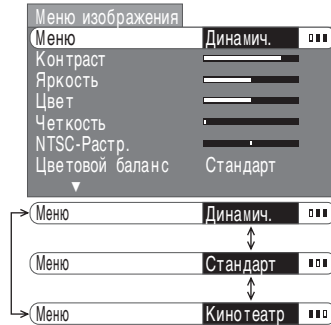 Меню изображения
Меню Динамич.
Контраст
Яркость
Цвет
Четкость
NTSC-Растр.
Цветовой баланс Стандарт
Меню Динамич.
Меню Стандарт
Меню Кинотеатр